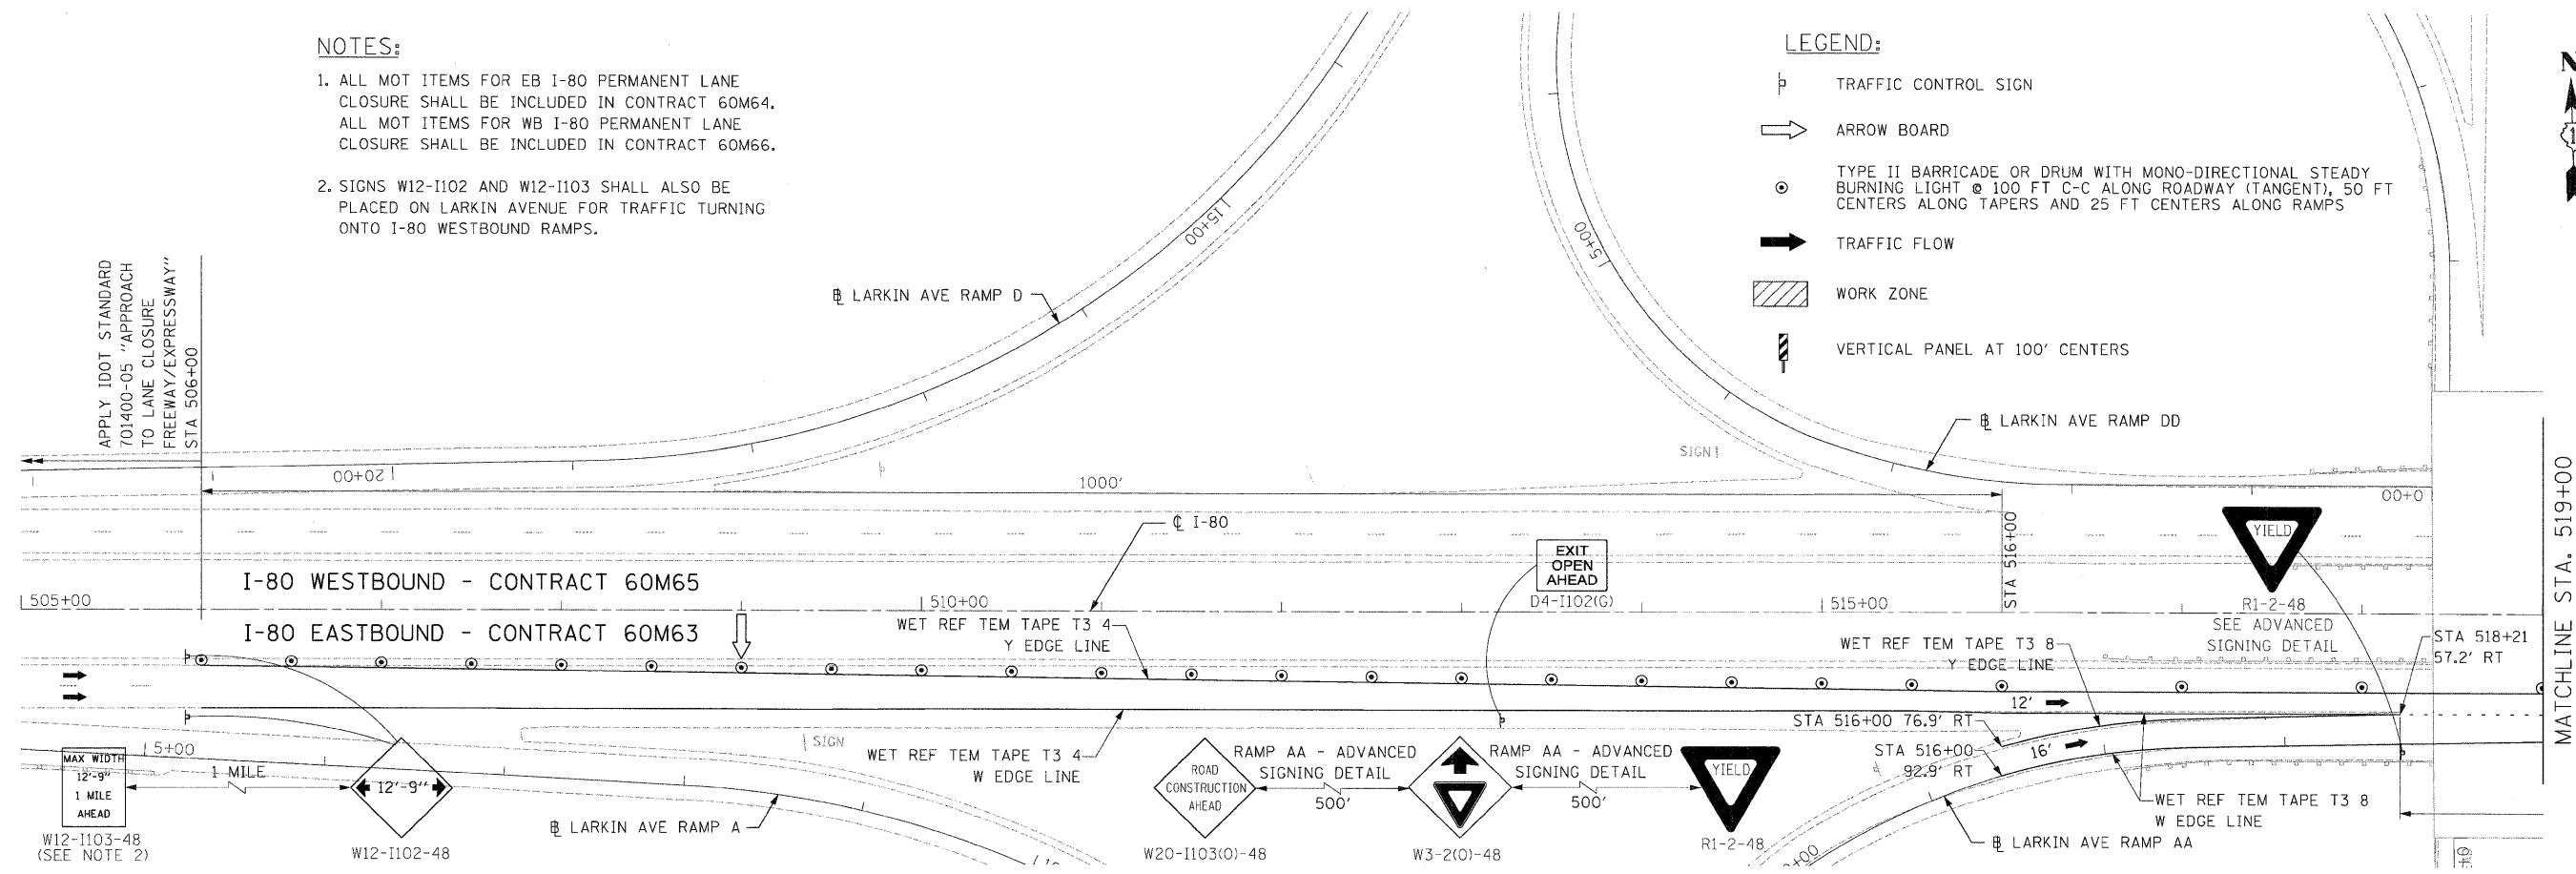 NOTES:
1. ALL MOT ITEMS FOR EB I-80 PERMANENT LANE
CLOSURE SHALL BE INCLUDED IN CONTRACT 60M64.
ALL MOT ITEMS FOR WB I-80 PERMANENT LANE
CLOSURE SHALL BE INCLUDED IN CONTRACT 60M66.
2. SIGNS W12-I102 AND W12-I103 SHALL ALSO BE
PLACED ON LARKIN AVENUE FOR TRAFFIC TURNING
ONTO I-80 WESTBOUND RAMPS.
LEGEND:
TRAFFIC CONTROL SIGN
ARROW BOARD
TYPE II BARRICADE OR DRUM WITH MONO-DIRECTIONAL STEADY
BURNING LIGHT @ 100 FT C-C ALONG ROADWAY (TANGENT), 50 FT
CENTERS ALONG TAPERS AND 25 FT CENTERS ALONG RAMPS
TRAFFIC FLOW
WORK ZONE
VERTICAL PANEL AT 100' CENTERS
N
APPLY IDOT STANDARD
701400-05 "APPROACH
TO LANE CLOSURE
FREEWAY/EXPRESSWAY"
STA 506+00
℄ LARKIN AVE RAMP D
15+00
5+00
℄ LARKIN AVE RAMP DD
SIGN
20+00
1000'
0+00
℄ I-80
STA 516+00
YIELD
R1-2-48
SEE ADVANCED
SIGNING DETAIL
EXIT
OPEN
AHEAD
D4-I102(G)
I-80 WESTBOUND - CONTRACT 60M65
505+00
510+00
515+00
I-80 EASTBOUND - CONTRACT 60M63
WET REF TEM TAPE T3 4
Y EDGE LINE
WET REF TEM TAPE T3 8
Y EDGE LINE
STA 518+21
57.2' RT
MATCHLINE STA. 519+00
12'
STA 516+00 76.9' RT
STA 516+00
92.9' RT
16'
SIGN
WET REF TEM TAPE T3 4
W EDGE LINE
5+00
MAX WIDTH
12'-9"
1 MILE
AHEAD
W12-I103-48
(SEE NOTE 2)
1 MILE
12'-9"
W12-I102-48
℄ LARKIN AVE RAMP A
ROAD
CONSTRUCTION
AHEAD
W20-I103(O)-48
RAMP AA - ADVANCED
SIGNING DETAIL
500'
W3-2(O)-48
RAMP AA - ADVANCED
SIGNING DETAIL
500'
YIELD
R1-2-48
WET REF TEM TAPE T3 8
W EDGE LINE
℄ LARKIN AVE RAMP AA